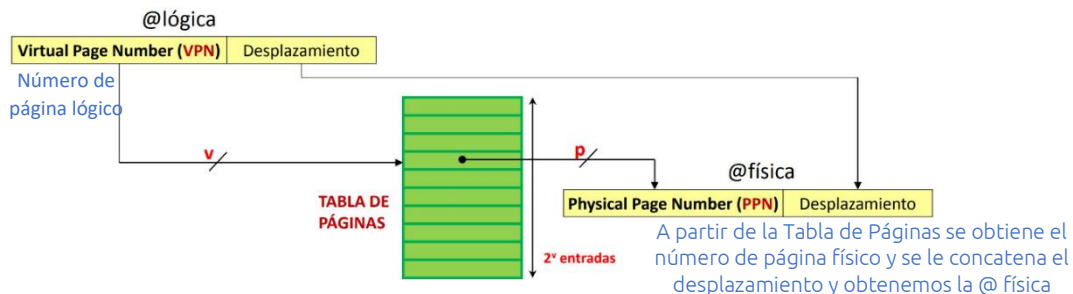 @lógica
Virtual Page Number (VPN) Desplazamiento
Número de
página lógico
v
p
@física
TABLA DE
PÁGINAS
Physical Page Number (PPN) Desplazamiento
2ᵛ entradas
A partir de la Tabla de Páginas se obtiene el
número de página físico y se le concatena el
desplazamiento y obtenemos la @ física